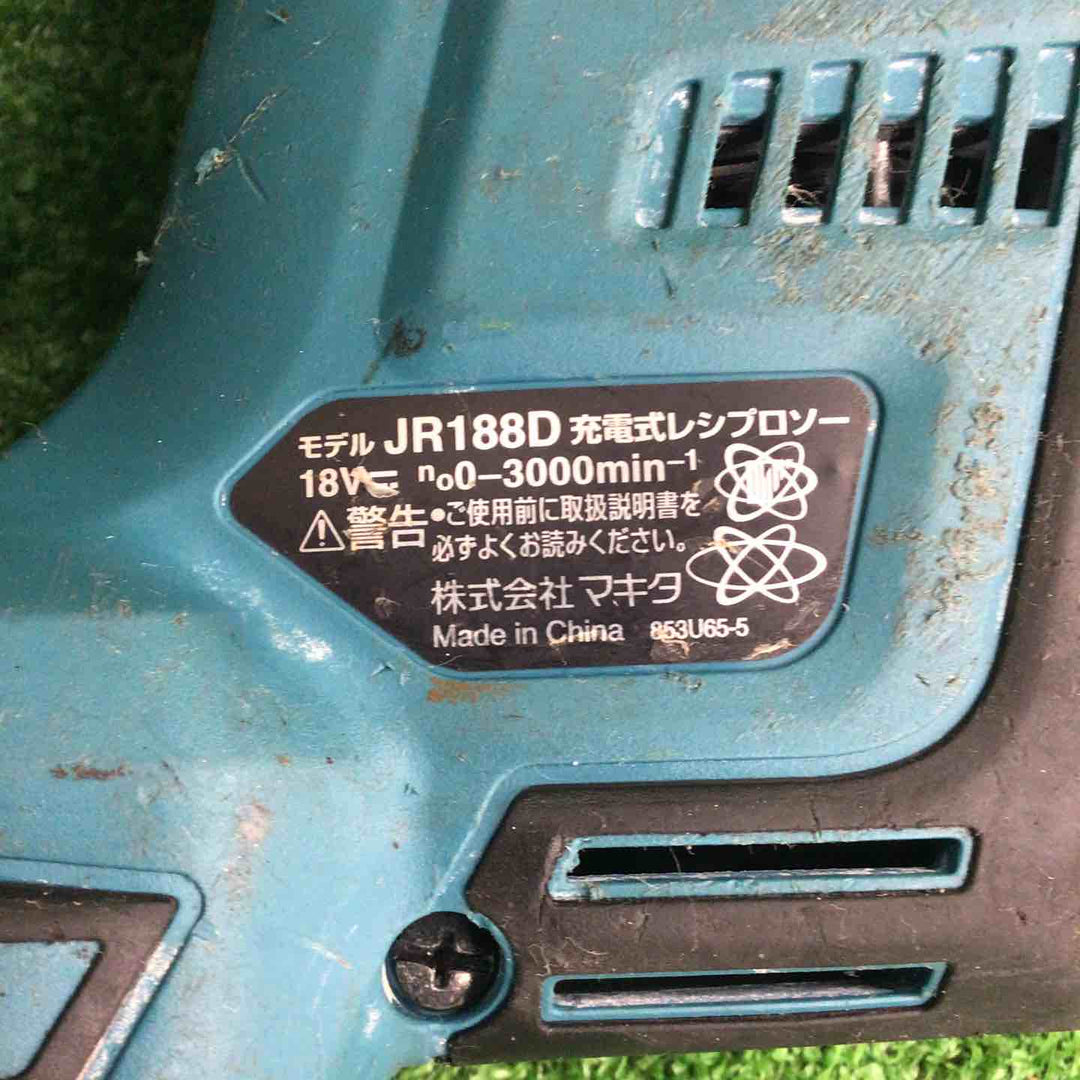 モデル JR188D 充電式レシプロソー
18V n₀0-3000min-1
警告 •ご使用前に取扱説明書を
必ずよくお読みください。
株式会社マキタ
Made in China 853U65-5